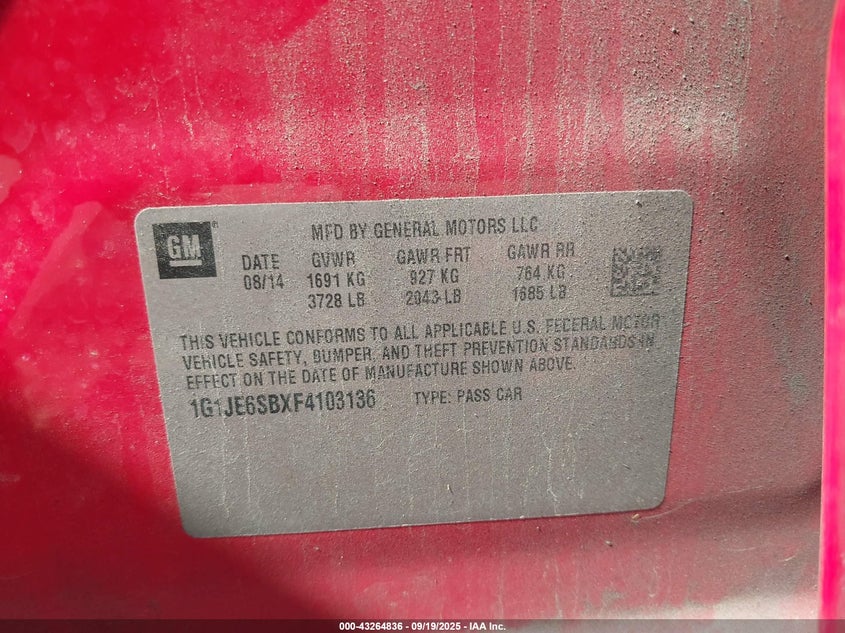 GM®
MFD BY GENERAL MOTORS LLC
DATE GVWR GAWR FRT GAWR RR
08/14 1691 KG 927 KG 764 KG
3728 LB 2043 LB 1685 LB
THIS VEHICLE CONFORMS TO ALL APPLICABLE U.S. FEDERAL MOTOR
VEHICLE SAFETY, BUMPER, AND THEFT PREVENTION STANDARDS IN
EFFECT ON THE DATE OF MANUFACTURE SHOWN ABOVE.
1G1JE6SBXF4103136 TYPE: PASS CAR
000-43264836 - 09/19/2025 - IAA Inc.